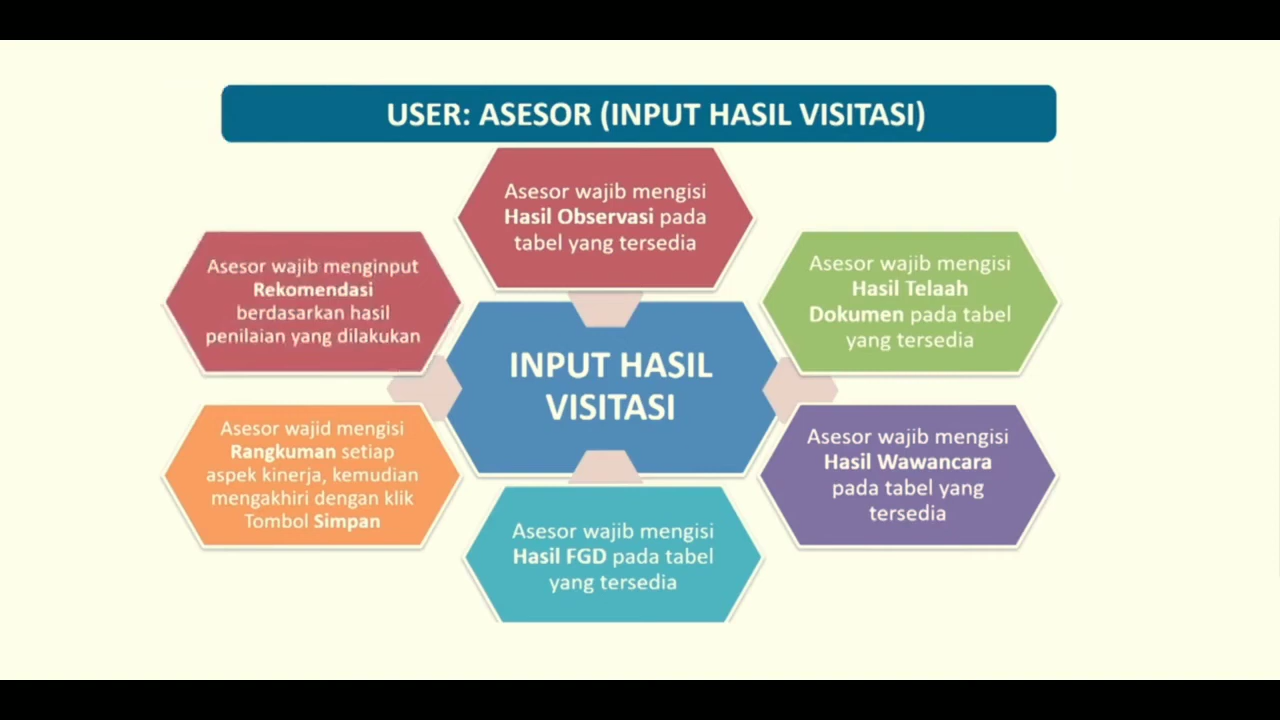 USER: ASESOR (INPUT HASIL VISITASI)
Asesor wajib mengisi
Hasil Observasi pada
tabel yang tersedia
Asesor wajib mengisi
Hasil Telaah
Dokumen pada tabel
yang tersedia
Asesor wajib mengisi
Hasil Wawancara
pada tabel yang
tersedia
Asesor wajib mengisi
Hasil FGD pada tabel
yang tersedia
Asesor wajid mengisi
Rangkuman setiap
aspek kinerja, kemudian
mengakhiri dengan klik
Tombol Simpan
Asesor wajib menginput
Rekomendasi
berdasarkan hasil
penilaian yang dilakukan
INPUT HASIL
VISITASI